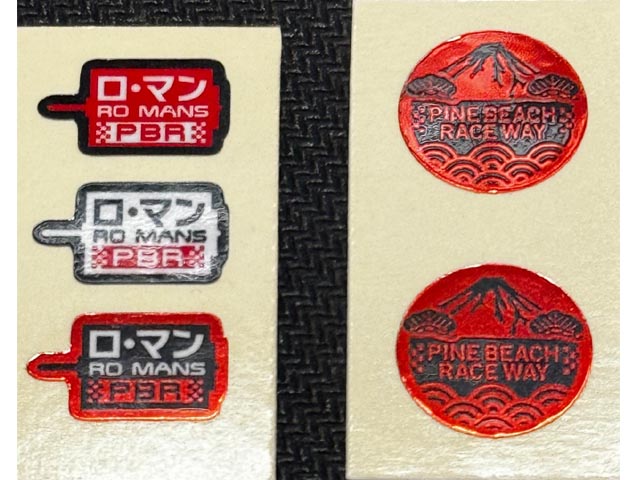 ロ・マン
RO MANS
PBR
ロ・マン
RO MANS
PBR
ロ・マン
RO MANS
PBR
PINE BEACH
RACE WAY
PINE BEACH
RACE WAY